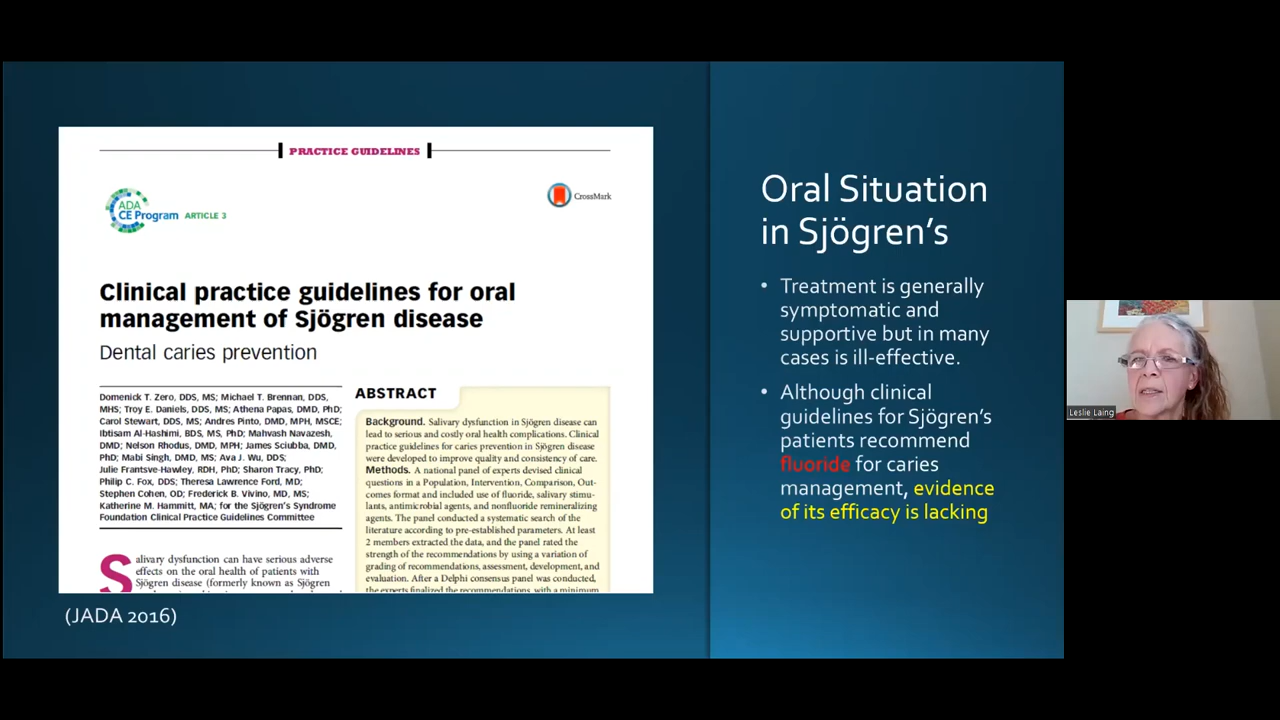 PRACTICE GUIDELINES
ADA
CE Program ARTICLE 3
CrossMark
Clinical practice guidelines for oral
management of Sjögren disease
Dental caries prevention
Domenick T. Zero, DDS, MS; Michael T. Brennan, DDS,
MHS; Troy E. Daniels, DDS, MS; Athena Papas, DMD, PhD;
Carol Stewart, DDS, MS; Andres Pinto, DMD, MPH, MSCE;
Ibtisam Al-Hashimi, BDS, MS, PhD; Mahvash Navazesh,
DMD; Nelson Rhodus, DMD, MPH; James Sciubba, DMD,
PhD; Mabi Singh, DMD, MS; Ava J. Wu, DDS;
Julie Frantsve-Hawley, RDH, PhD; Sharon Tracy, PhD;
Philip C. Fox, DDS; Theresa Lawrence Ford, MD;
Stephen Cohen, OD; Frederick B. Vivino, MD, MS;
Katherine M. Hammitt, MA; for the Sjögren's Syndrome
Foundation Clinical Practice Guidelines Committee
Salivary dysfunction can have serious adverse
effects on the oral health of patients with
Sjögren disease (formerly known as Sjögren
ABSTRACT
Background. Salivary dysfunction in Sjögren disease can
lead to serious and costly oral health complications. Clinical
practice guidelines for caries prevention in Sjögren disease
were developed to improve quality and consistency of care.
Methods. A national panel of experts devised clinical
questions in a Population, Intervention, Comparison, Out-
comes format and included use of fluoride, salivary stimu-
lants, antimicrobial agents, and nonfluoride remineralizing
agents. The panel conducted a systematic search of the
literature according to pre-established parameters. At least
2 members extracted the data, and the panel rated the
strength of the recommendations by using a variation of
grading of recommendations, assessment, development, and
evaluation. After a Delphi consensus panel was conducted,
the experts finalized the recommendations, with a minimum
(JADA 2016)
Oral Situation
in Sjögren's
• Treatment is generally
symptomatic and
supportive but in many
cases is ill-effective.
• Although clinical
guidelines for Sjögren's
patients recommend
fluoride for caries
management, evidence
of its efficacy is lacking
Leslie Laing